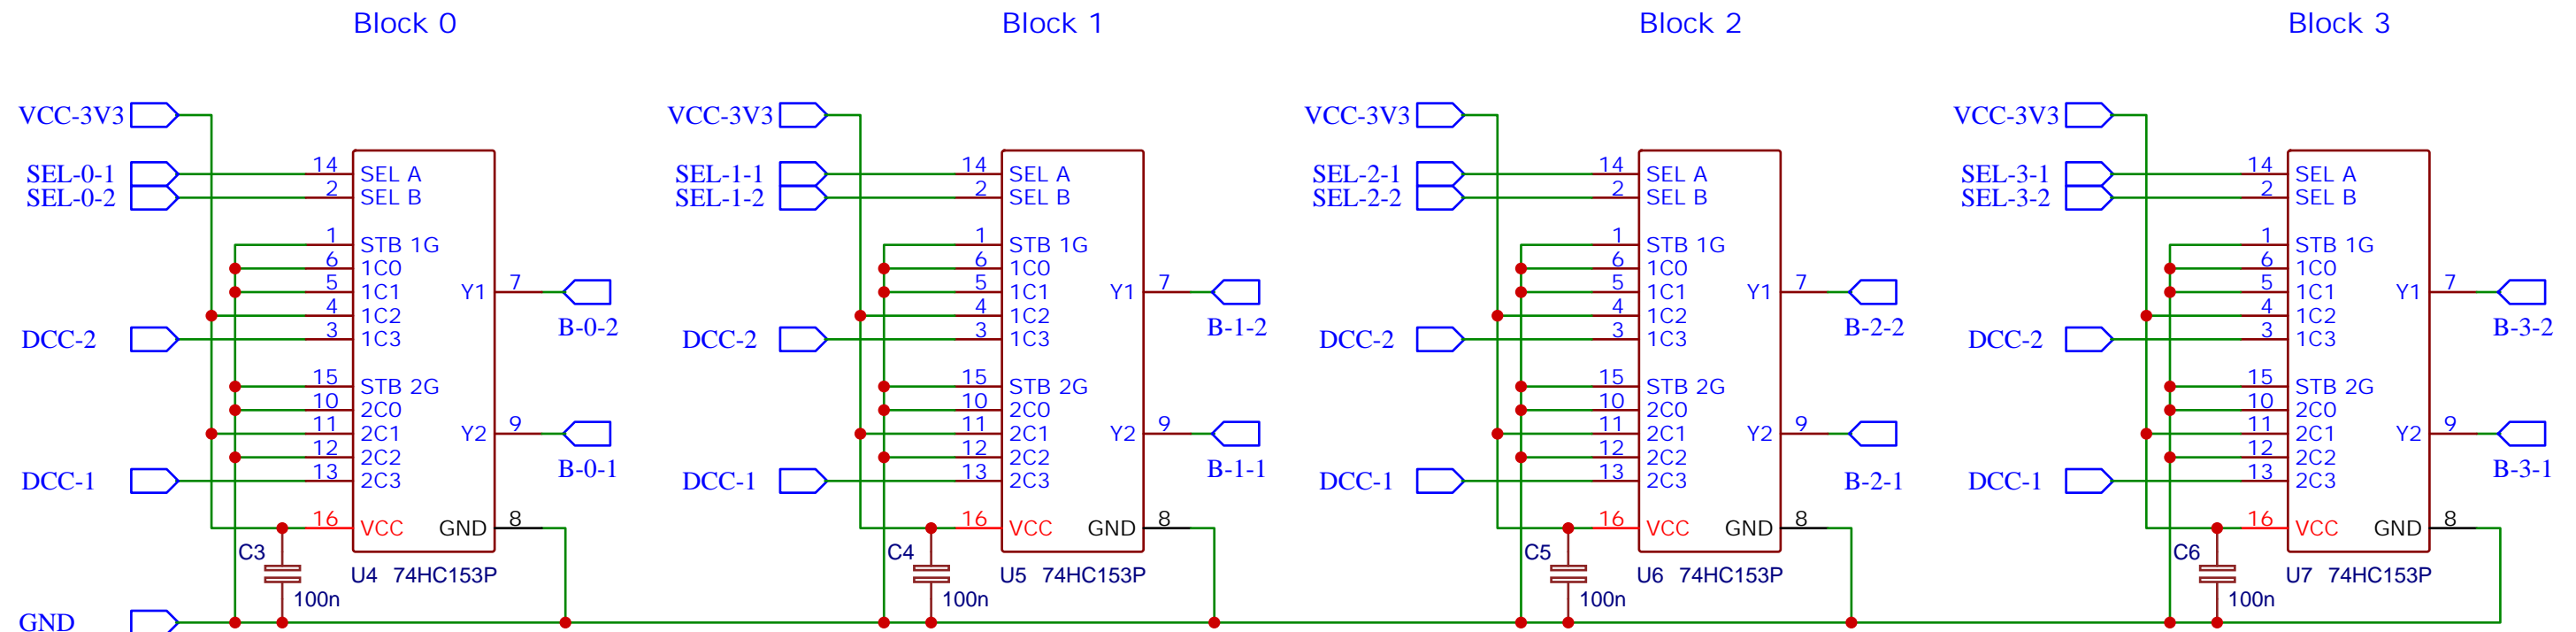 Block 0 Block 1 Block 2 Block 3
VCC-3V3 VCC-3V3 VCC-3V3 VCC-3V3
SEL-0-1 14 SEL A SEL-1-1 14 SEL A SEL-2-1 14 SEL A SEL-3-1 14 SEL A
SEL-0-2 2 SEL B SEL-1-2 2 SEL B SEL-2-2 2 SEL B SEL-3-2 2 SEL B
1 STB 1G 1 STB 1G 1 STB 1G 1 STB 1G
6 1C0 6 1C0 6 1C0 6 1C0
5 1C1 Y1 7 5 1C1 Y1 7 5 1C1 Y1 7 5 1C1 Y1 7
4 1C2 B-0-2 4 1C2 B-1-2 4 1C2 B-2-2 4 1C2 B-3-2
DCC-2 3 1C3 DCC-2 3 1C3 DCC-2 3 1C3 DCC-2 3 1C3
15 STB 2G 15 STB 2G 15 STB 2G 15 STB 2G
10 2C0 10 2C0 10 2C0 10 2C0
11 2C1 Y2 9 11 2C1 Y2 9 11 2C1 Y2 9 11 2C1 Y2 9
12 2C2 B-0-1 12 2C2 B-1-1 12 2C2 B-2-1 12 2C2 B-3-1
DCC-1 13 2C3 DCC-1 13 2C3 DCC-1 13 2C3 DCC-1 13 2C3
16 VCC GND 8 16 VCC GND 8 16 VCC GND 8 16 VCC GND 8
C3 C4 C5 C6
U4 74HC153P U5 74HC153P U6 74HC153P U7 74HC153P
100n 100n 100n 100n
GND